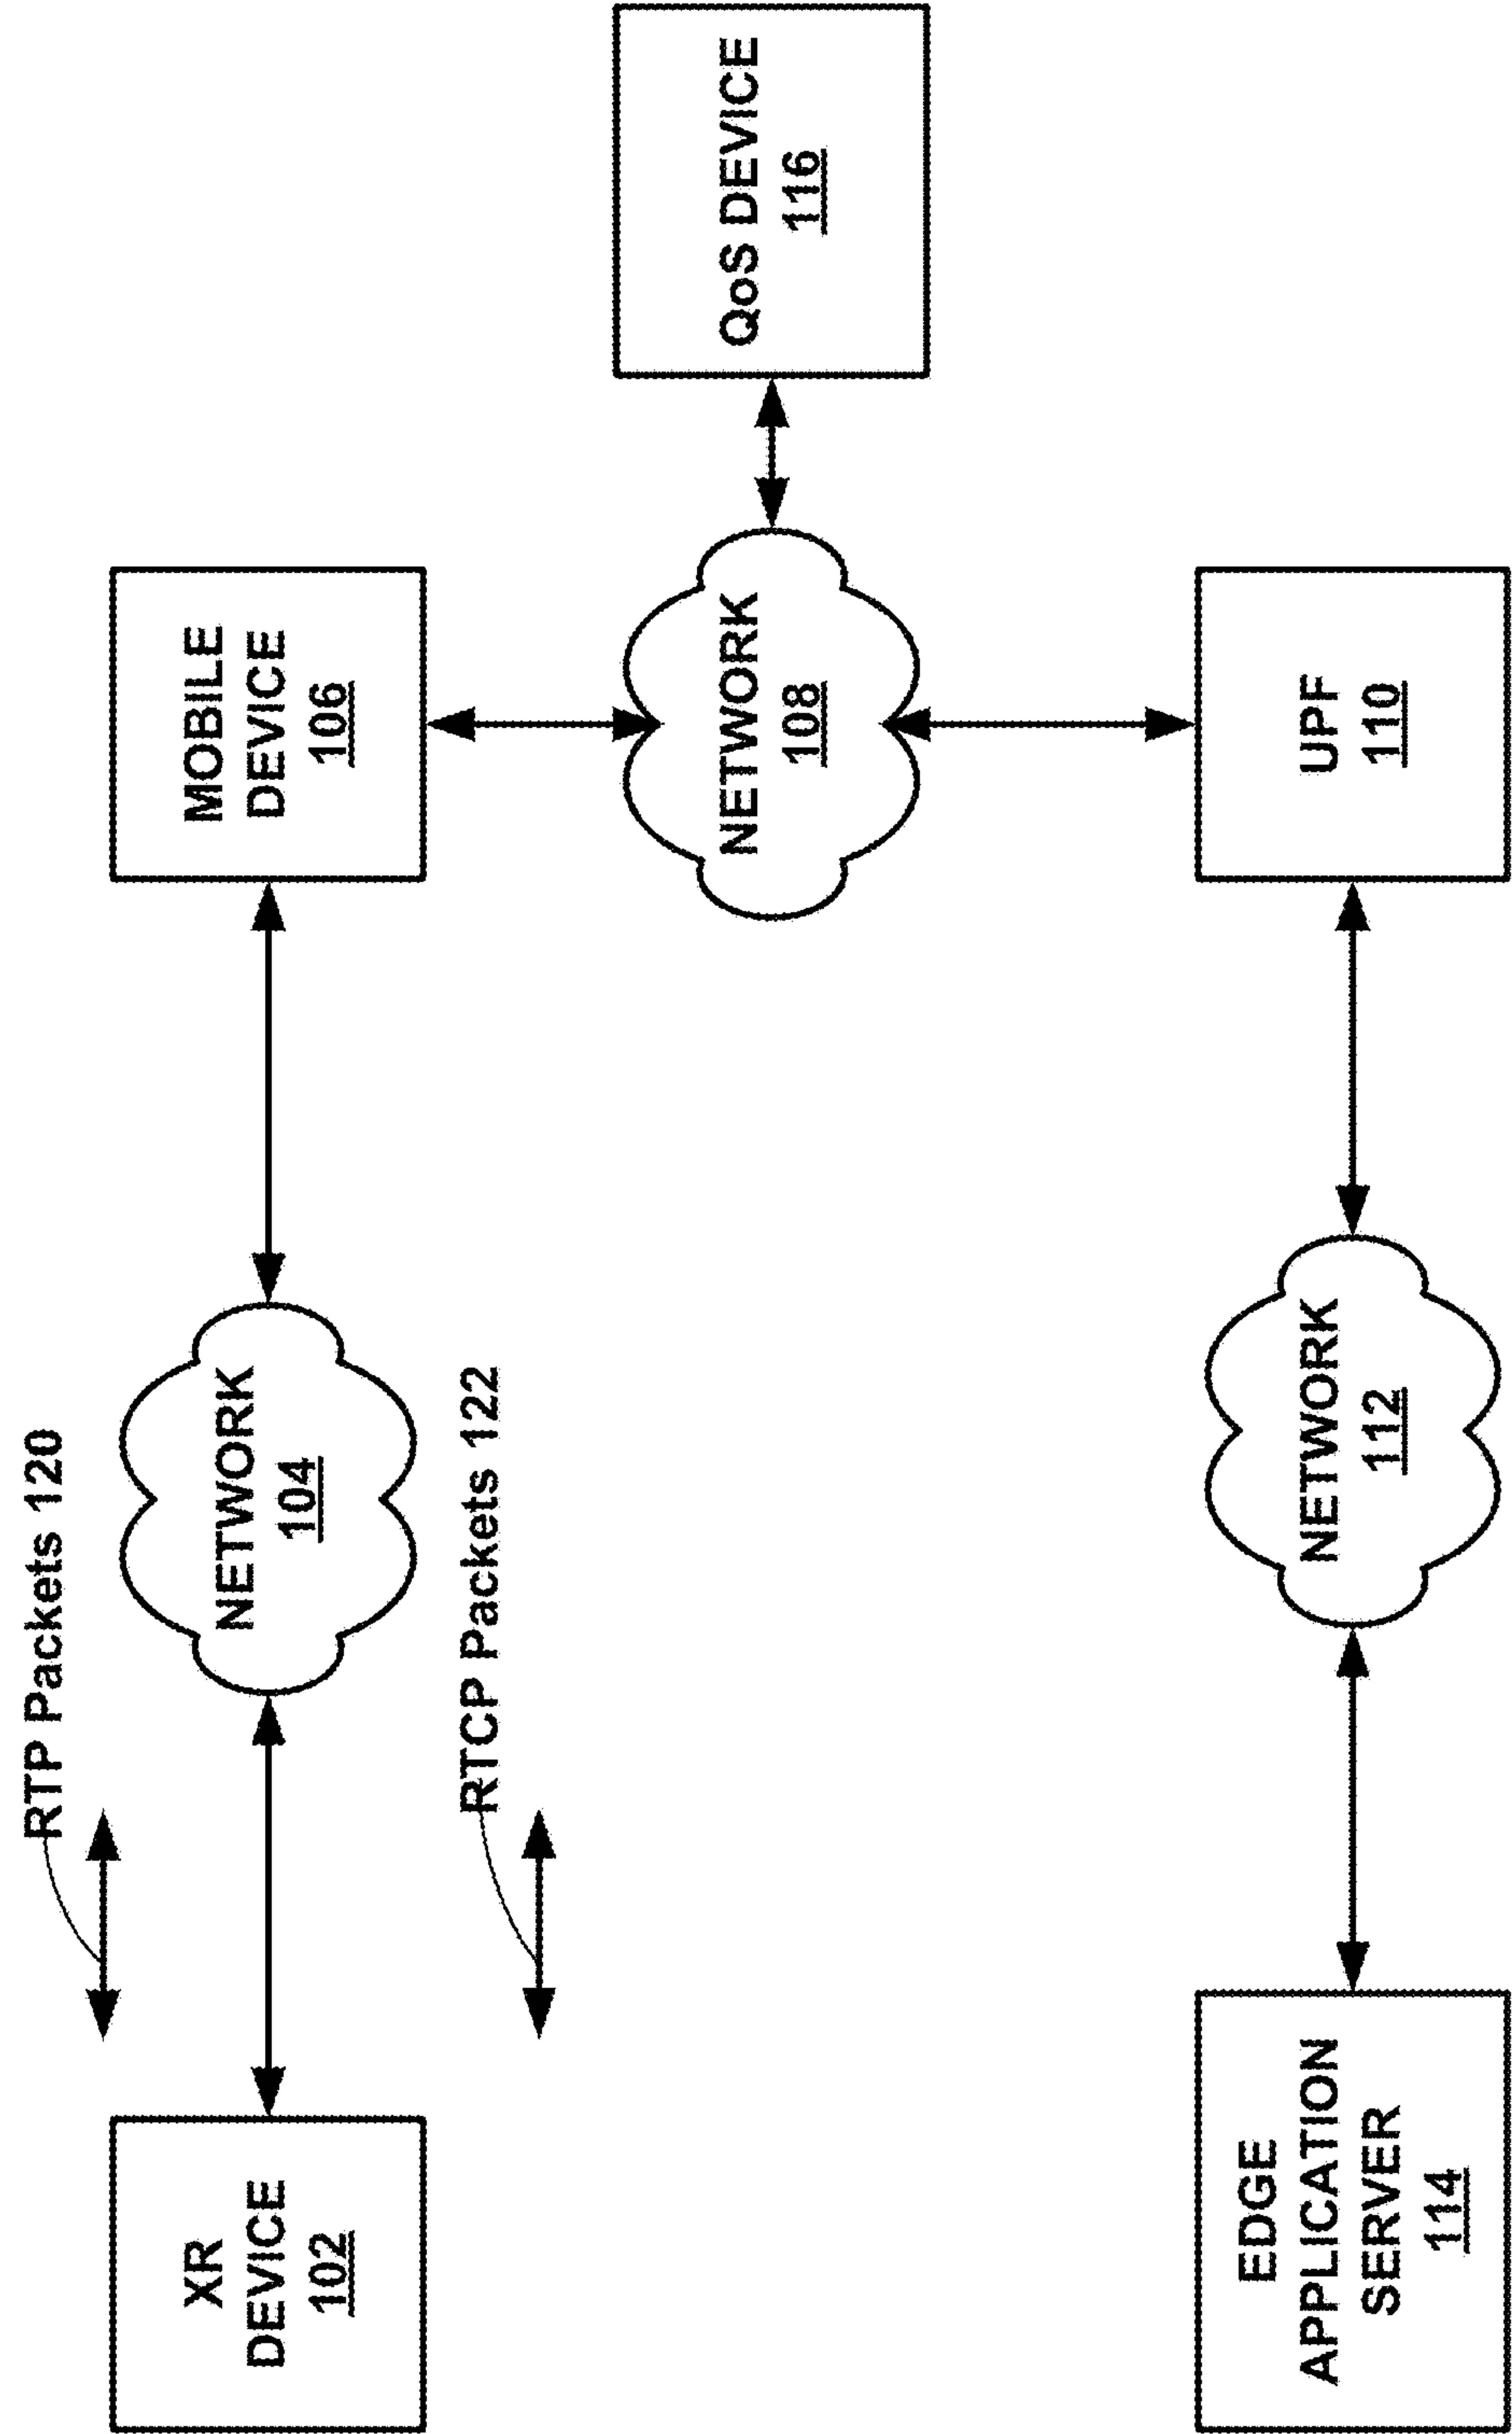 RTP Packets 120
XR
DEVICE
102
NETWORK
104
MOBILE
DEVICE
106
RTCP Packets 122
NETWORK
108
QoS DEVICE
116
EDGE
APPLICATION
SERVER
114
NETWORK
112
UPF
110